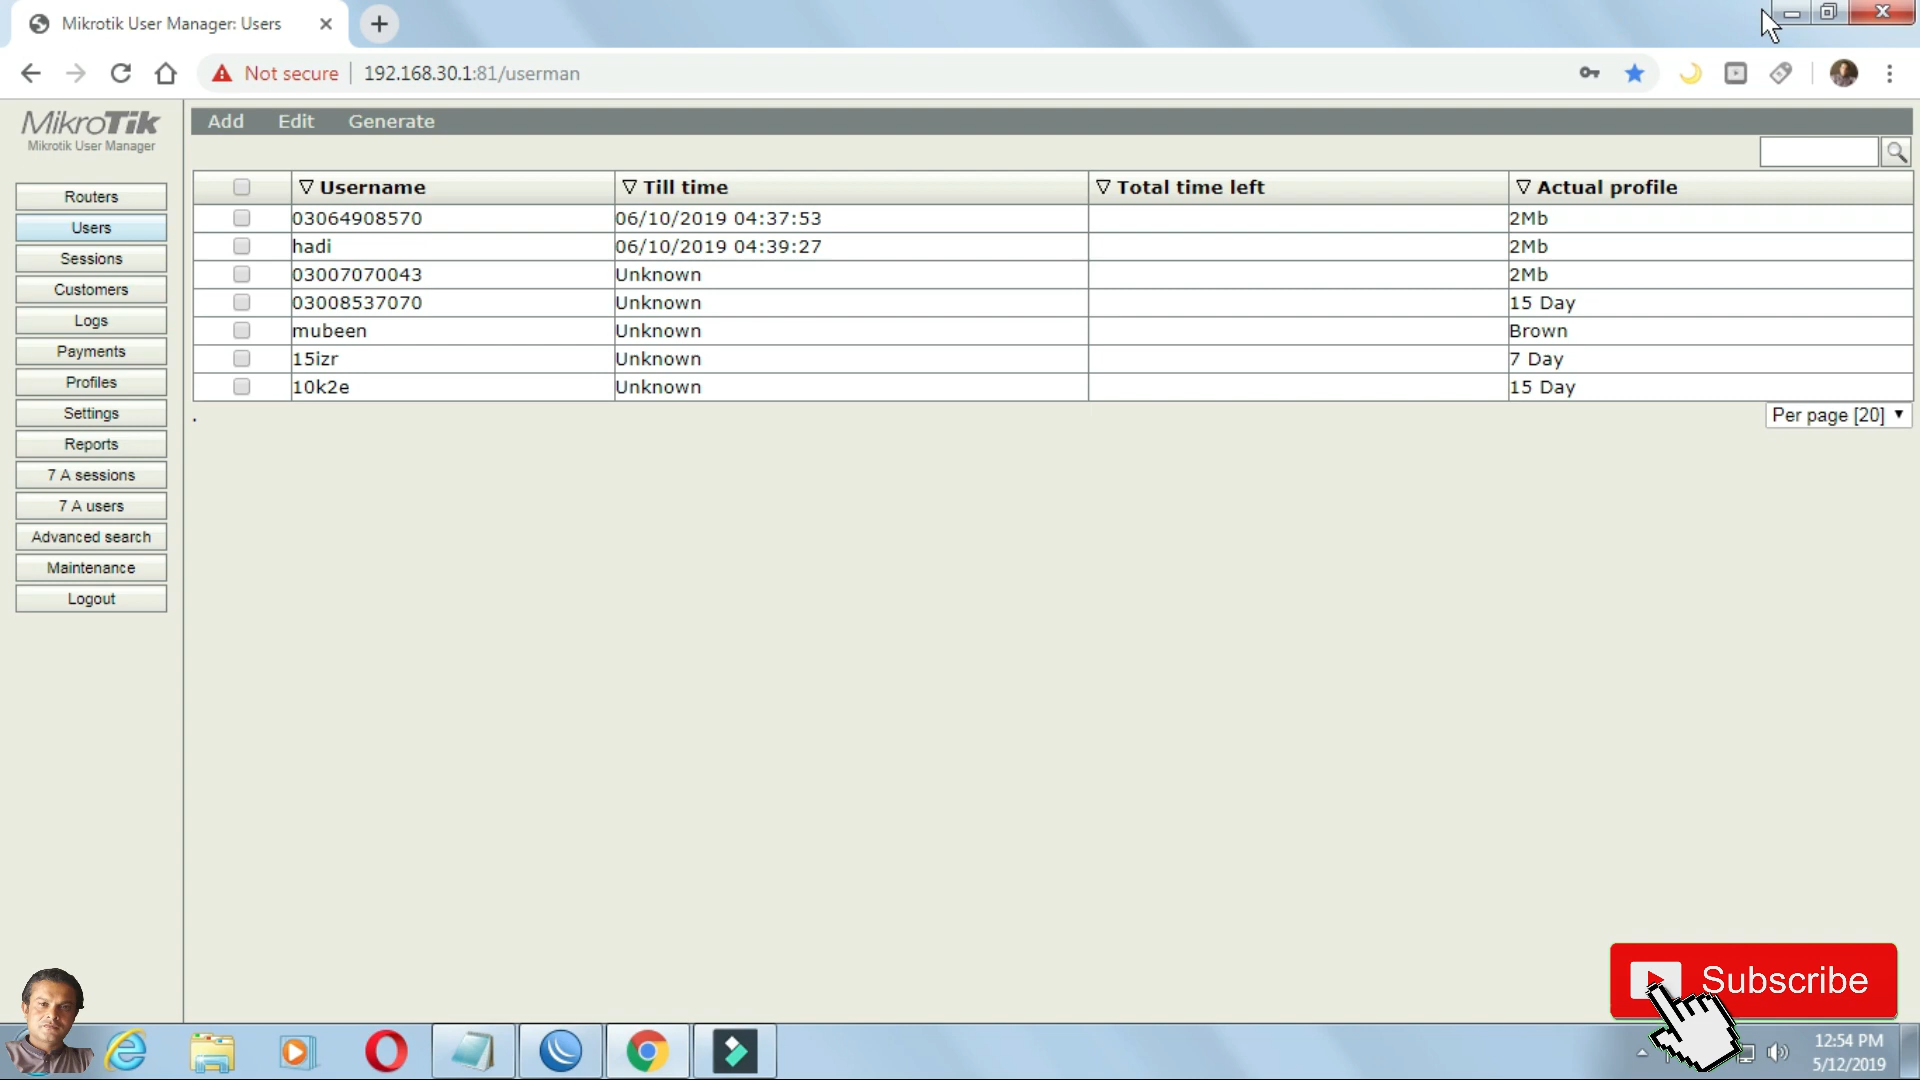 Mikrotik User Manager: Users
Not secure 192.168.30.1:81/userman
MikroTik
Mikrotik User Manager
Routers
Users
Sessions
Customers
Logs
Payments
Profiles
Settings
Reports
7 A sessions
7 A users
Advanced search
Maintenance
Logout
Add Edit Generate
Username Till time Total time left Actual profile
03064908570 06/10/2019 04:37:53 2Mb
hadi 06/10/2019 04:39:27 2Mb
03007070043 Unknown 2Mb
03008537070 Unknown 15 Day
mubeen Unknown Brown
15izr Unknown 7 Day
10k2e Unknown 15 Day
.
Per page [20]
Subscribe
12:54 PM
5/12/2019